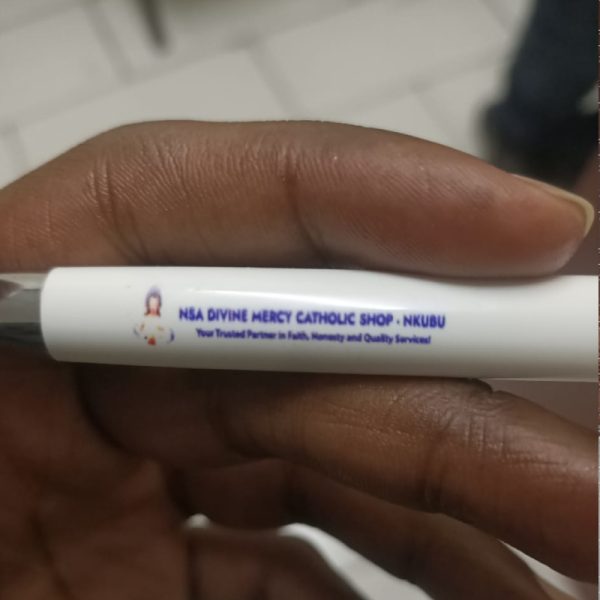 NSA DIVINE MERCY CATHOLIC SHOP - NKUBU
Your Trusted Partner in Faith, Honesty and Quality Services!